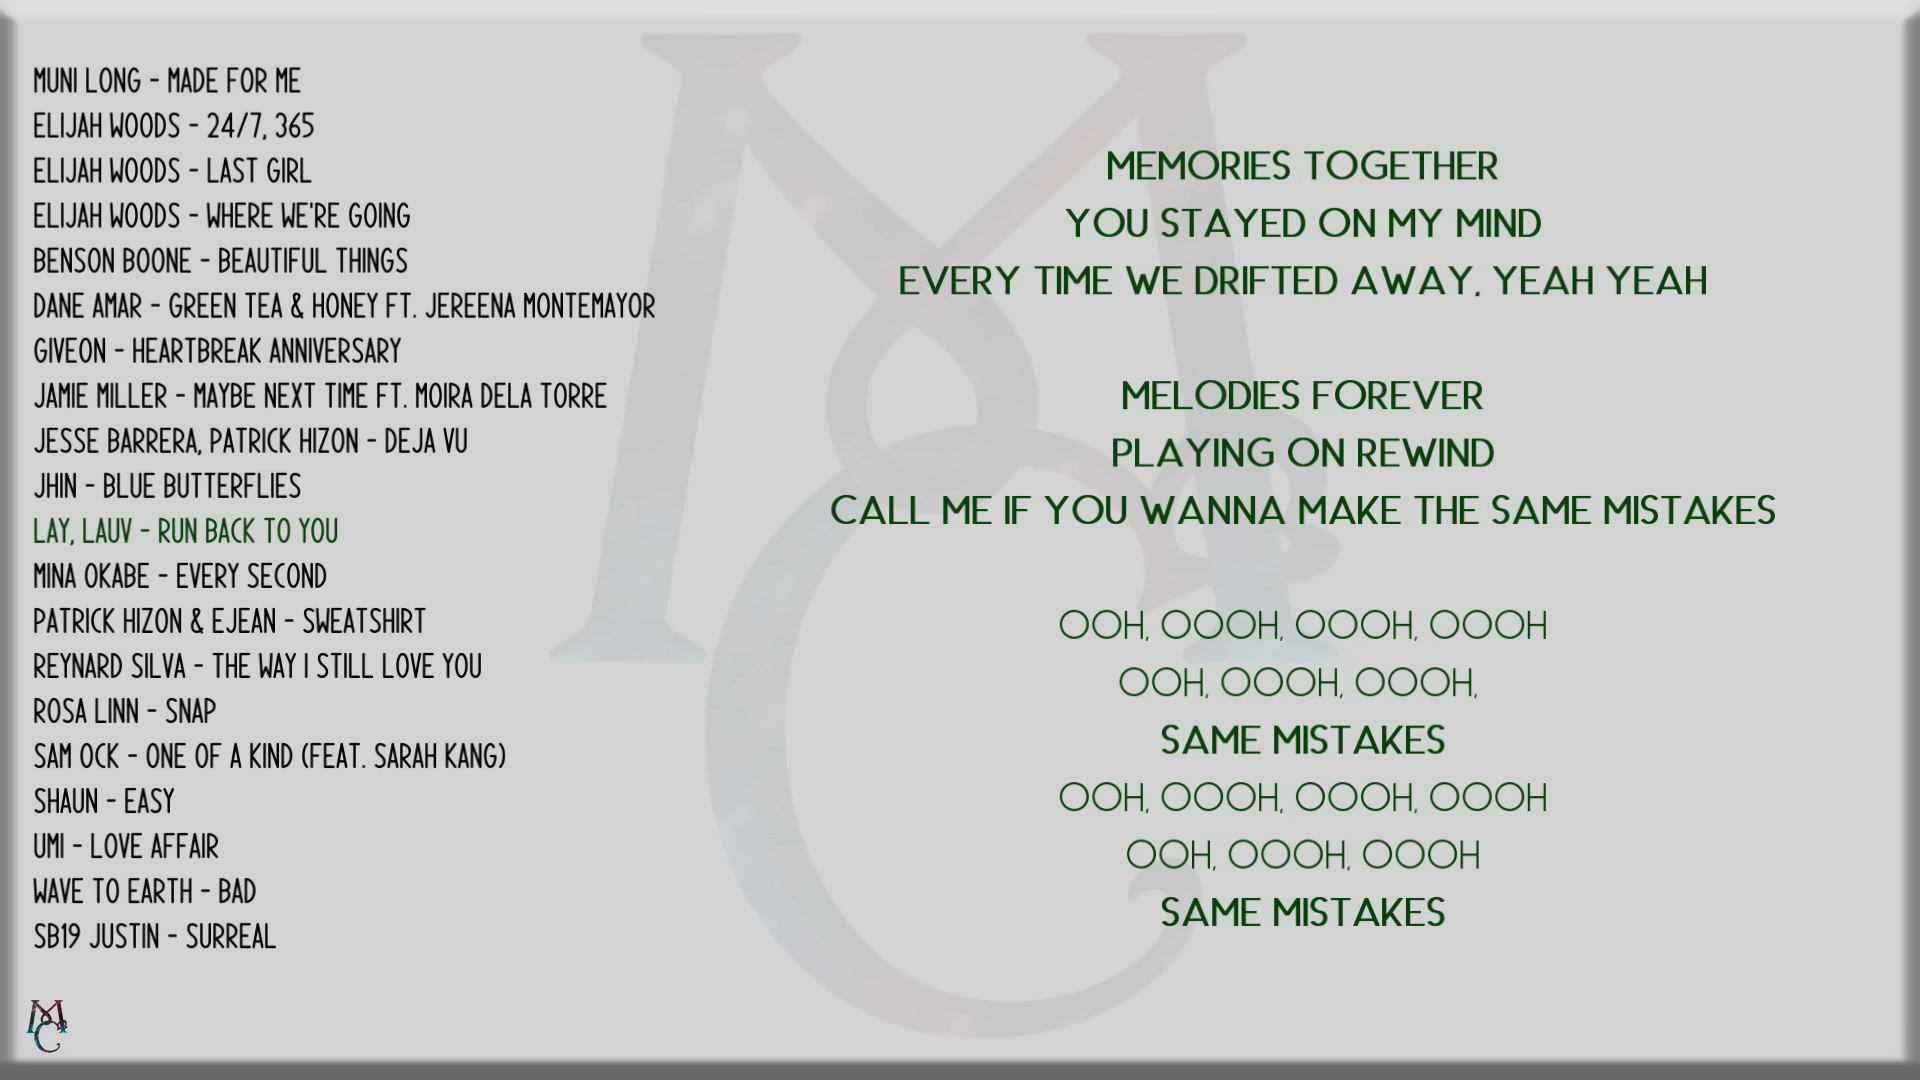 MUNI LONG - MADE FOR ME
ELIJAH WOODS - 24/7, 365
ELIJAH WOODS - LAST GIRL
ELIJAH WOODS - WHERE WE'RE GOING
BENSON BOONE - BEAUTIFUL THINGS
DANE AMAR - GREEN TEA & HONEY FT. JEREENA MONTEMAYOR
GIVEON - HEARTBREAK ANNIVERSARY
JAMIE MILLER - MAYBE NEXT TIME FT. MOIRA DELA TORRE
JESSE BARRERA, PATRICK HIZON - DEJA VU
JHIN - BLUE BUTTERFLIES
LAY, LAUV - RUN BACK TO YOU
MINA OKABE - EVERY SECOND
PATRICK HIZON & EJEAN - SWEATSHIRT
REYNARD SILVA - THE WAY I STILL LOVE YOU
ROSA LINN - SNAP
SAM OCK - ONE OF A KIND (FEAT. SARAH KANG)
SHAUN - EASY
UMI - LOVE AFFAIR
WAVE TO EARTH - BAD
SB19 JUSTIN - SURREAL
MEMORIES TOGETHER
YOU STAYED ON MY MIND
EVERY TIME WE DRIFTED AWAY, YEAH YEAH
MELODIES FOREVER
PLAYING ON REWIND
CALL ME IF YOU WANNA MAKE THE SAME MISTAKES
OOH, OOOH, OOOH, OOOH
OOH, OOOH, OOOH,
SAME MISTAKES
OOH, OOOH, OOOH, OOOH
OOH, OOOH, OOOH
SAME MISTAKES